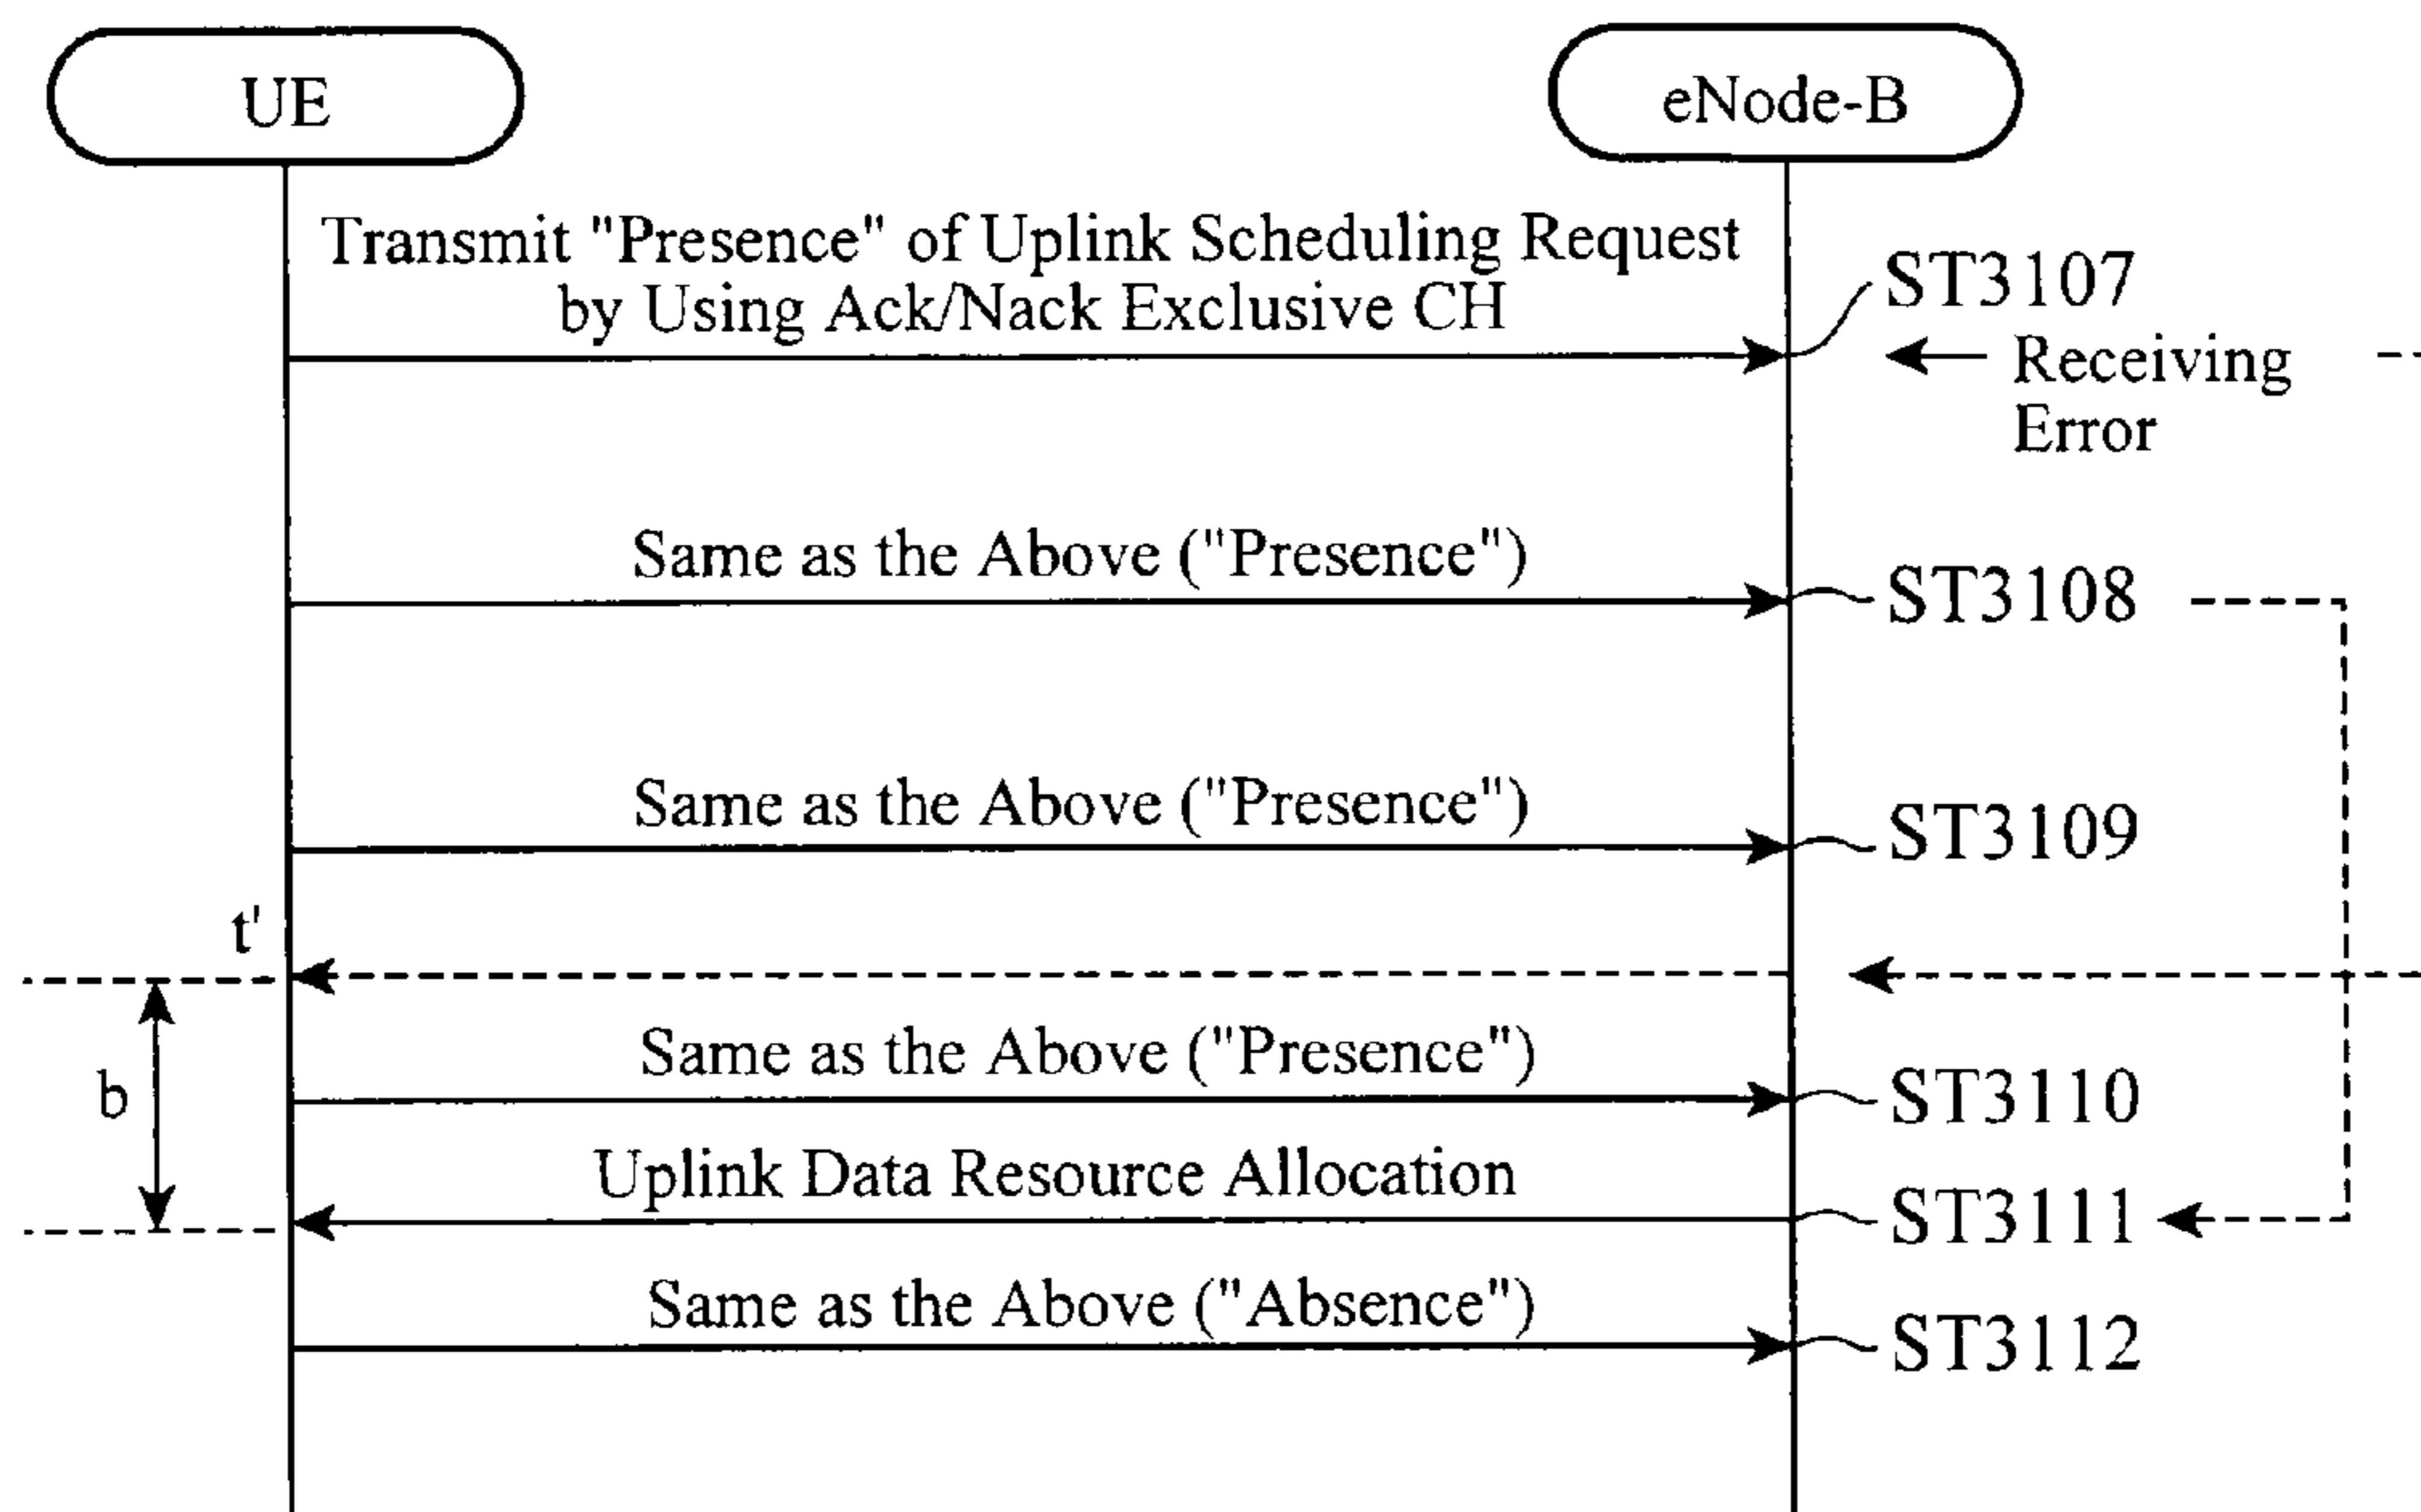 UE
eNode-B
Transmit "Presence" of Uplink Scheduling Request
by Using Ack/Nack Exclusive CH
ST3107
Receiving
Error
Same as the Above ("Presence")
ST3108
Same as the Above ("Presence")
ST3109
t'
Same as the Above ("Presence")
ST3110
b
Uplink Data Resource Allocation
ST3111
Same as the Above ("Absence")
ST3112